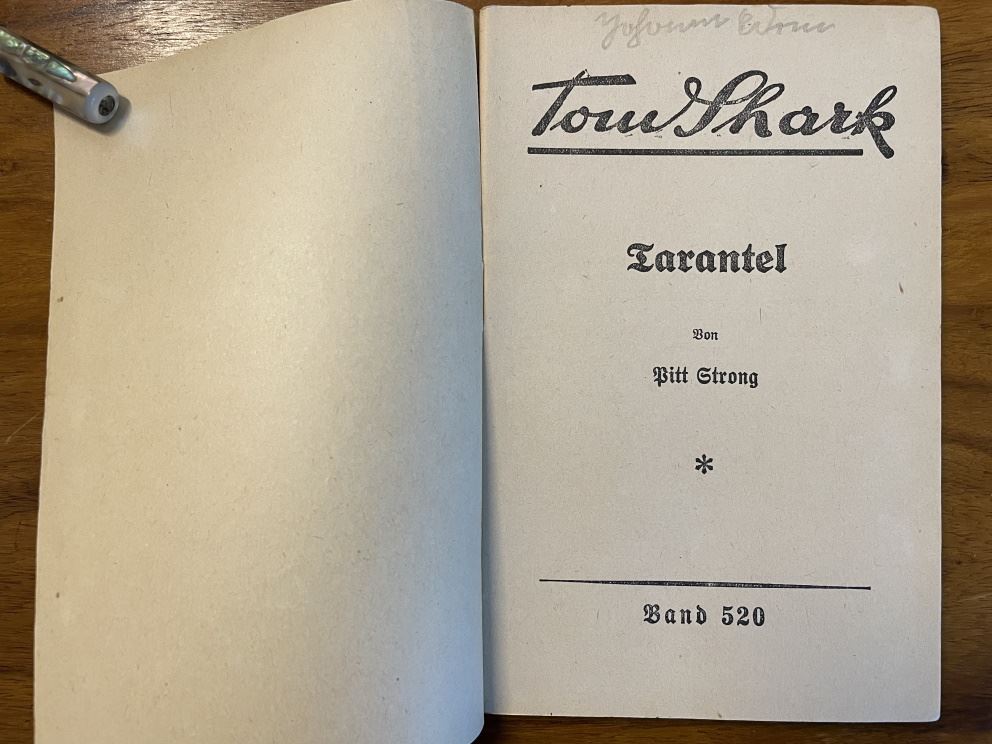 Tom Shark
Tarantel
Von
Pitt Strong
*
Band 520